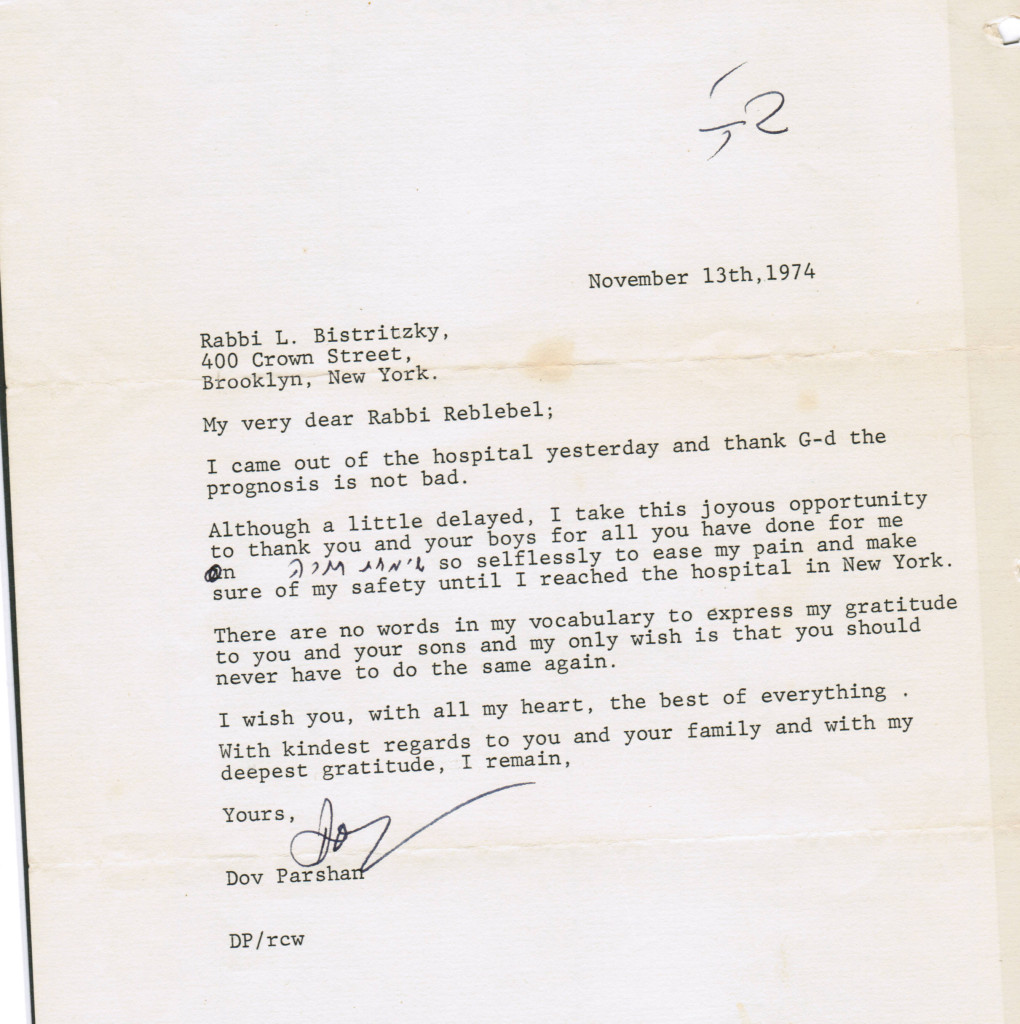 November 13th,1974
Rabbi L. Bistritzky,
400 Crown Street,
Brooklyn, New York.
My very dear Rabbi Reblebel;
I came out of the hospital yesterday and thank G-d the
prognosis is not bad.
Although a little delayed, I take this joyous opportunity
to thank you and your boys for all you have done for me
on שמחת תורה so selflessly to ease my pain and make
sure of my safety until I reached the hospital in New York.
There are no words in my vocabulary to express my gratitude
to you and your sons and my only wish is that you should
never have to do the same again.
I wish you, with all my heart, the best of everything .
With kindest regards to you and your family and with my
deepest gratitude, I remain,
Yours,
Dov
Dov Parshan
DP/rcw